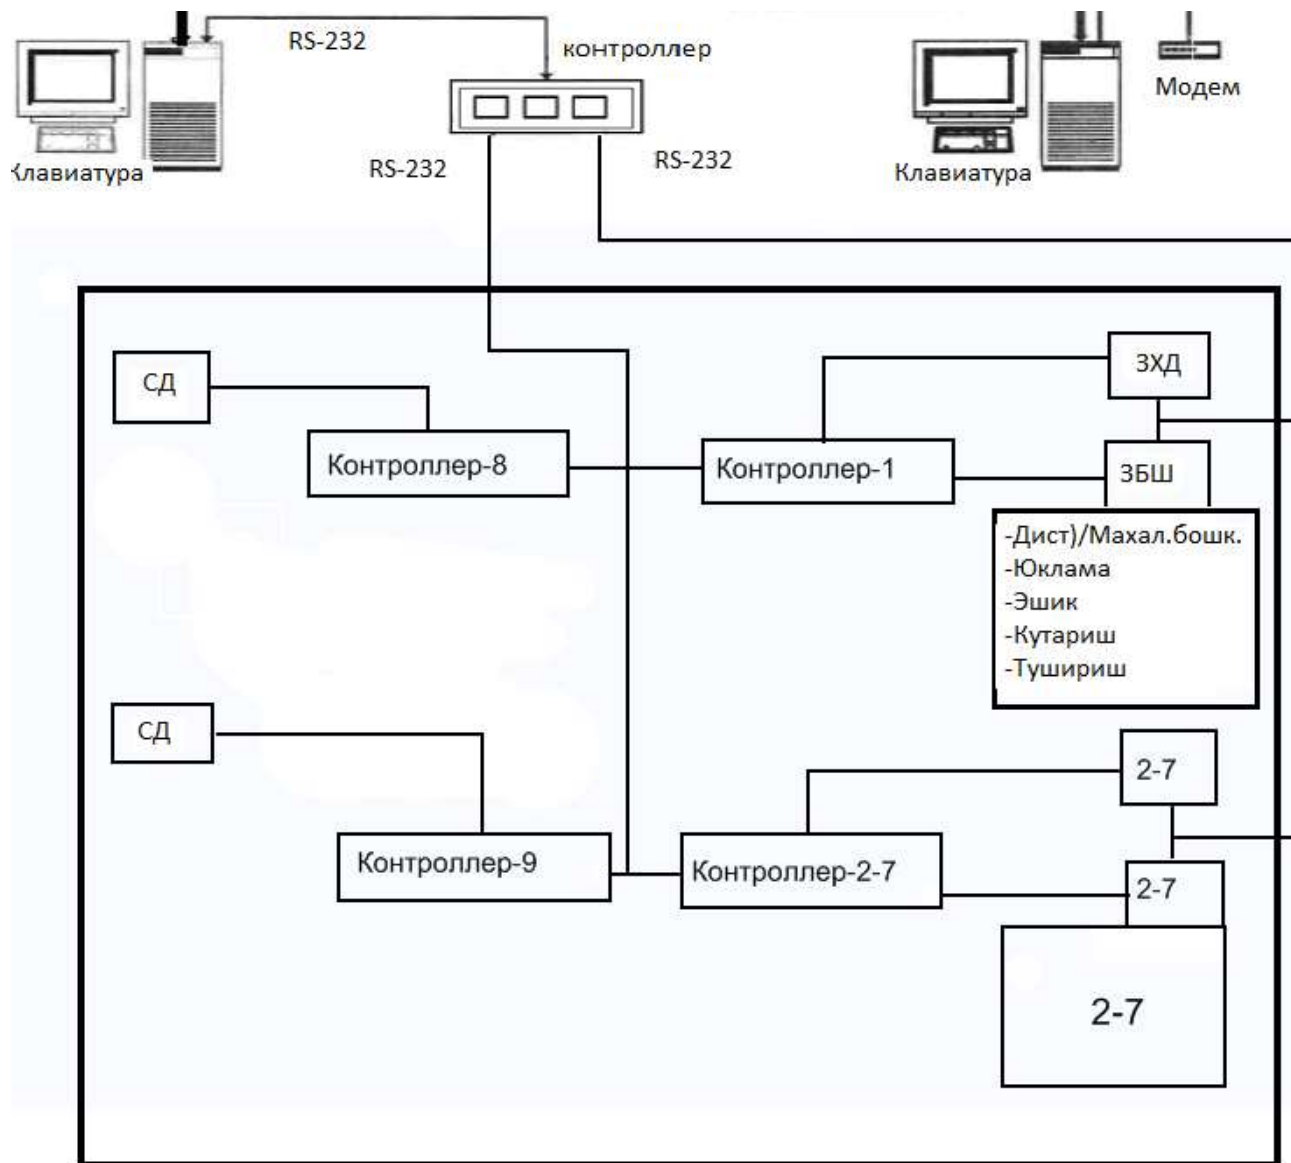 RS-232
контроллер
Модем
RS-232
RS-232
Клавиатура
Клавиатура
ЗХД
СД
Контроллер-8
Контроллер-1
ЗБШ
-Дист)/Махал.бошк.
-Юклама
-Эшик
-Кутариш
-Тушириш
СД
2-7
Контроллер-9
Контроллер-2-7
2-7
2-7